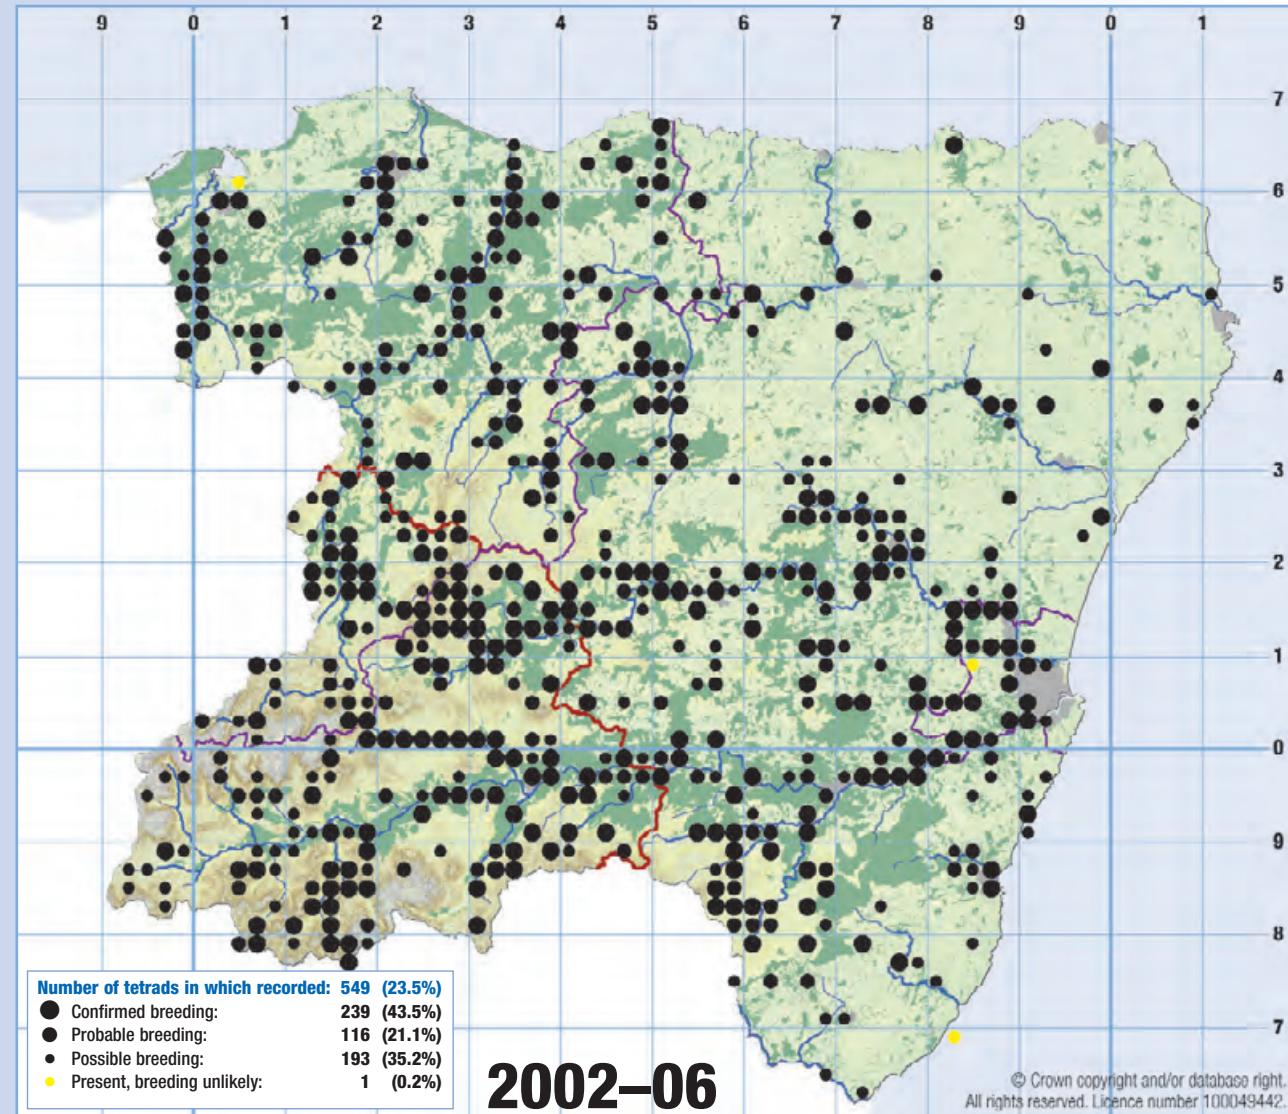 9 0 1 2 3 4 5 6 7 8 9 0 1
7
6
5
4
3
2
1
0
9
8
7
Number of tetrads in which recorded: 549 (23.5%)
Confirmed breeding: 239 (43.5%)
Probable breeding: 116 (21.1%)
Possible breeding: 193 (35.2%)
Present, breeding unlikely: 1 (0.2%)
2002–06
© Crown copyright and/or database right.
All rights reserved. Licence number 100049442.